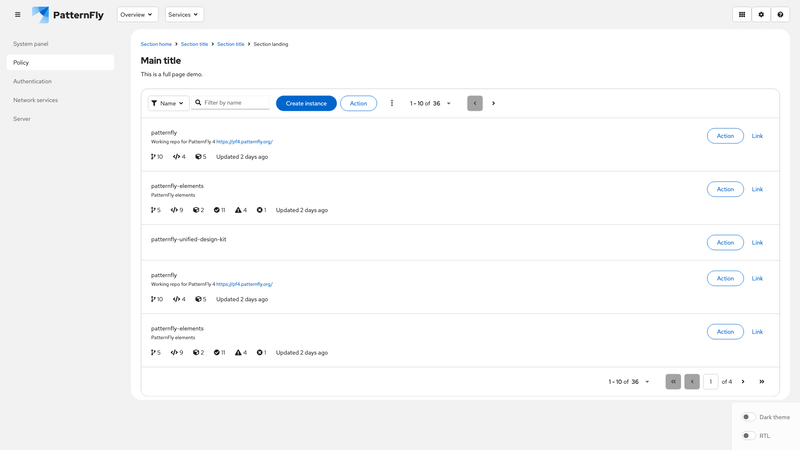 PatternFly
Overview
Services
System panel
Policy
Authentication
Network services
Server
Section home
Section title
Section title
Section landing
Main title
This is a full page demo.
Name
Filter by name
Create instance
Action
1 - 10 of 36
patternfly
Working repo for PatternFly 4 https://pf4.patternfly.org/
10
4
5
Updated 2 days ago
Action
Link
patternfly-elements
PatternFly elements
5
9
2
11
4
1
Updated 2 days ago
Action
Link
patternfly-unified-design-kit
Action
Link
patternfly
Working repo for PatternFly 4 https://pf4.patternfly.org/
10
4
5
Updated 2 days ago
Action
Link
patternfly-elements
PatternFly elements
5
9
2
11
4
1
Updated 2 days ago
Action
Link
1 - 10 of 36
1
of 4
Dark theme
RTL